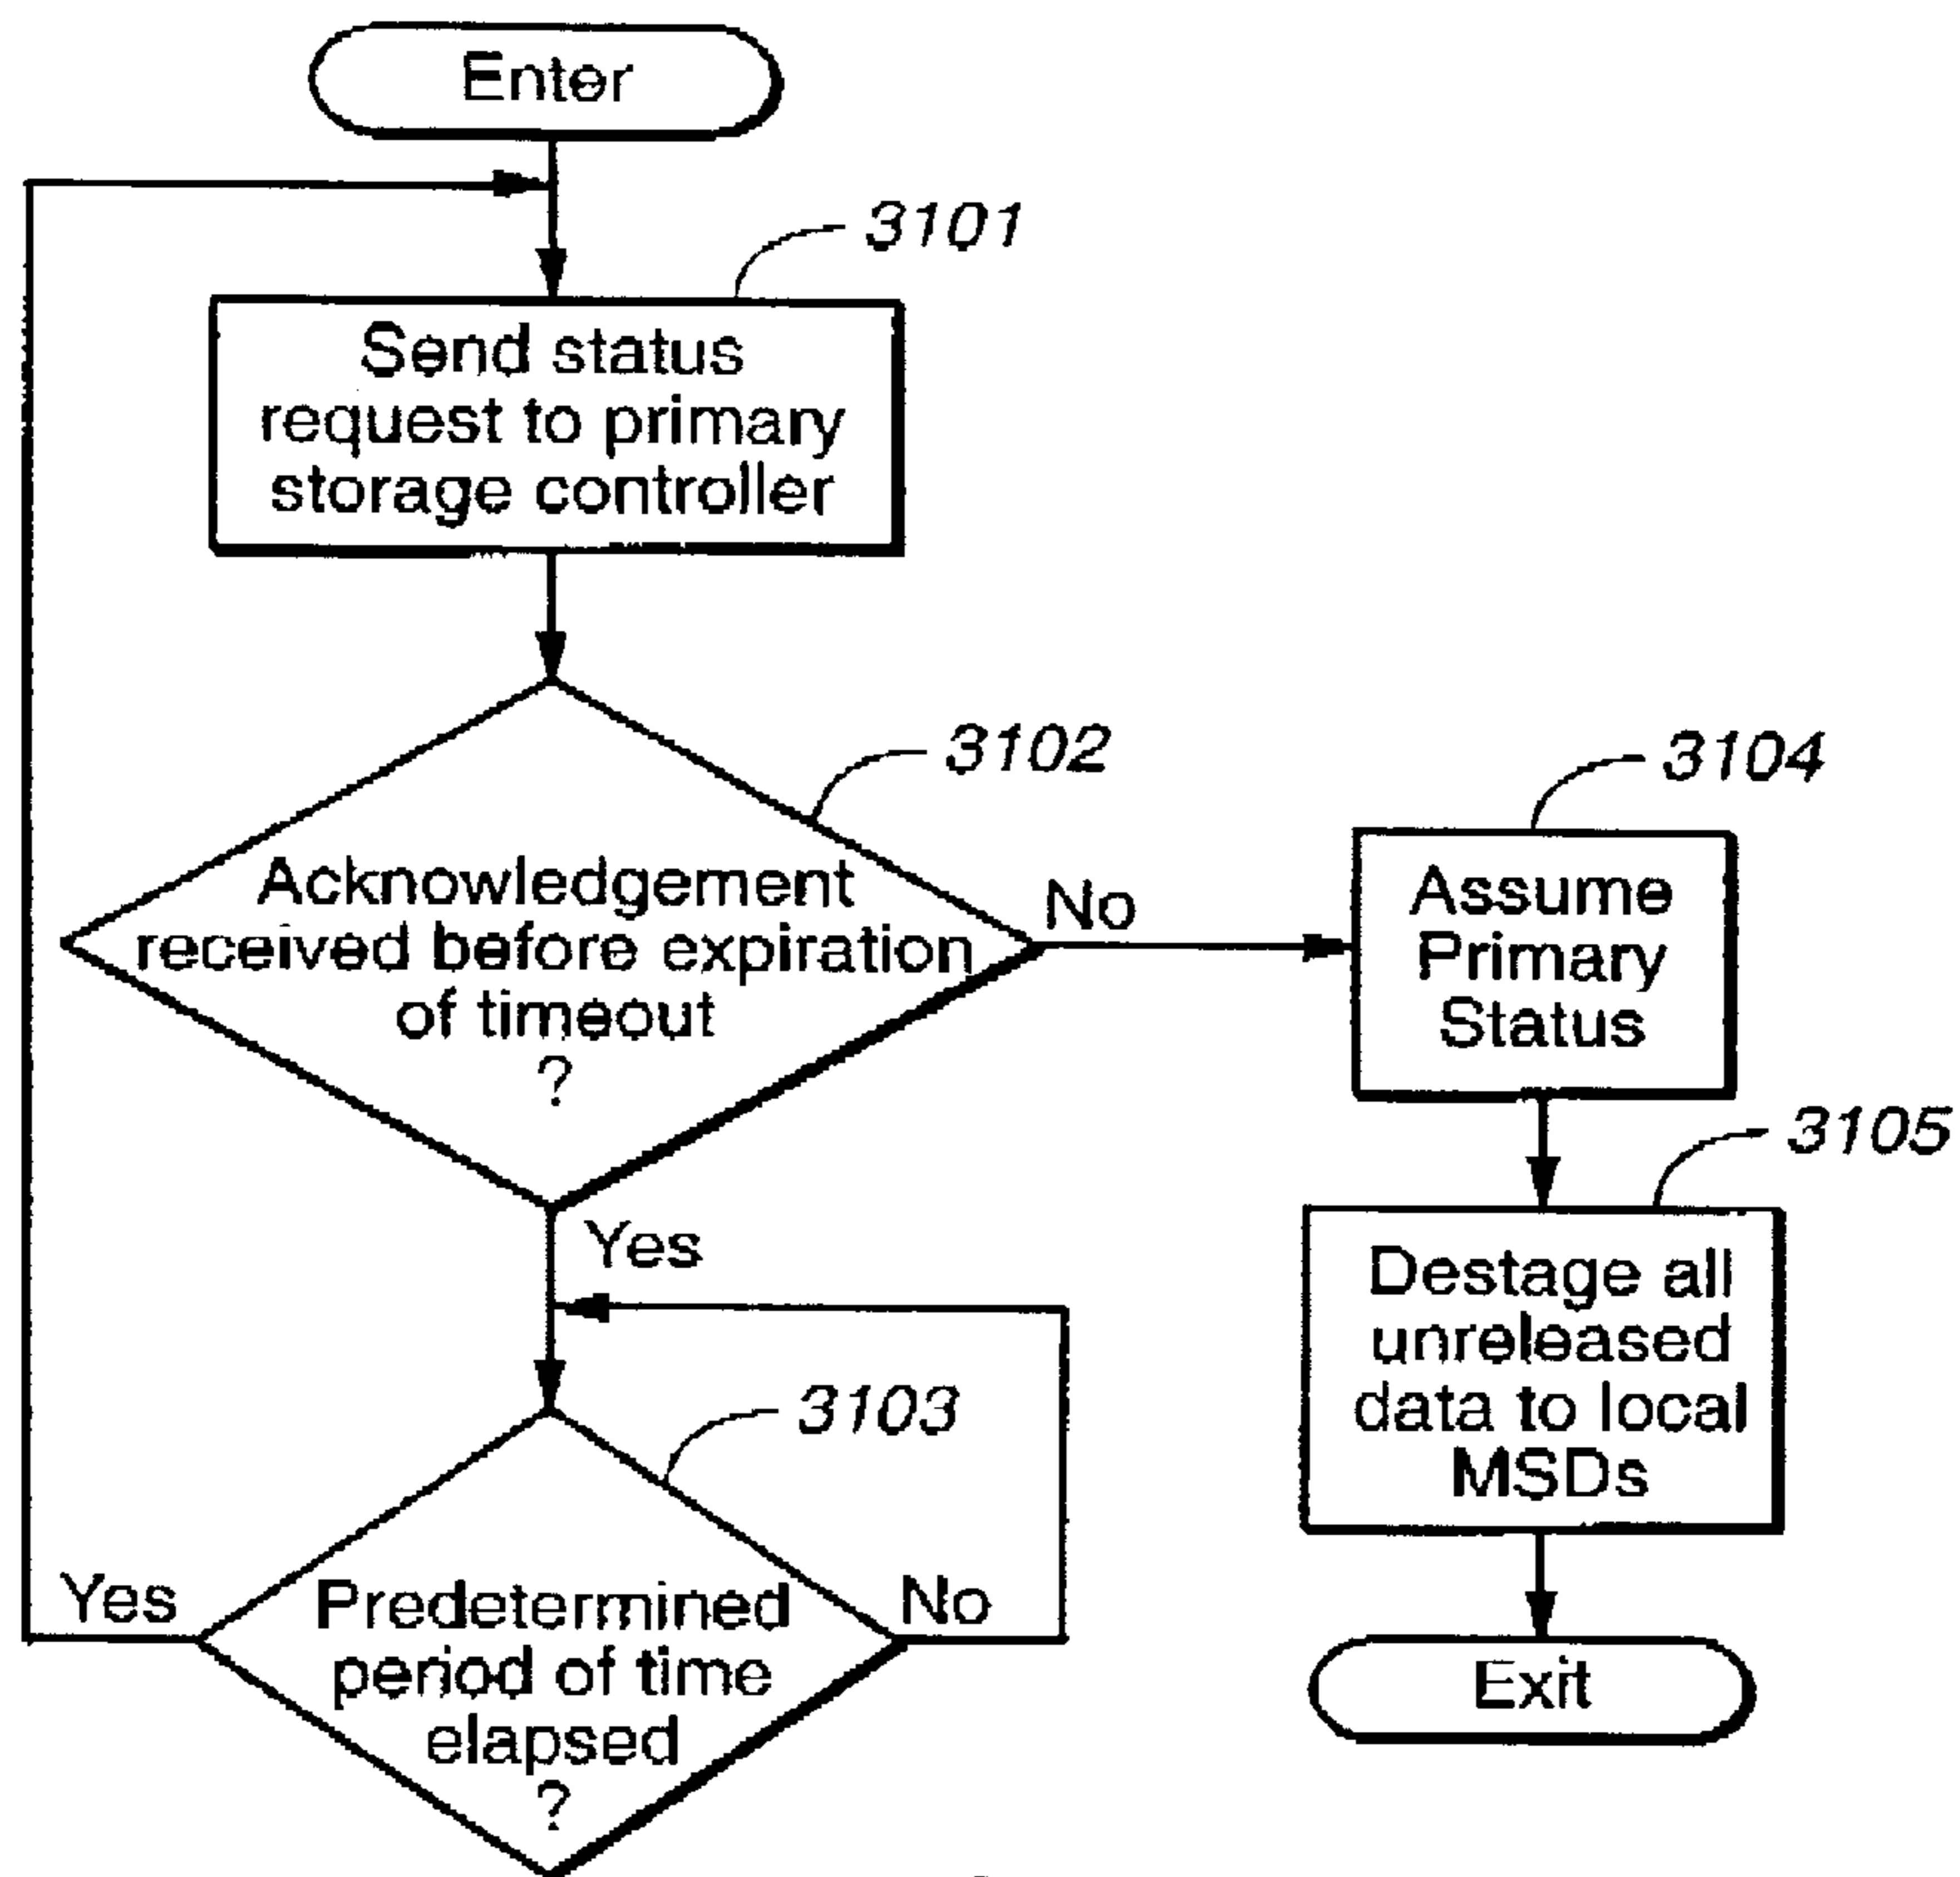 Enter
3101
Send status
request to primary
storage controller
3102
Acknowledgement
received before expiration
of timeout
?
No
3104
Assume
Primary
Status
Yes
3105
Destage all
unreleased
data to local
MSDs
3103
Predetermined
period of time
elapsed
?
Yes
No
Exit